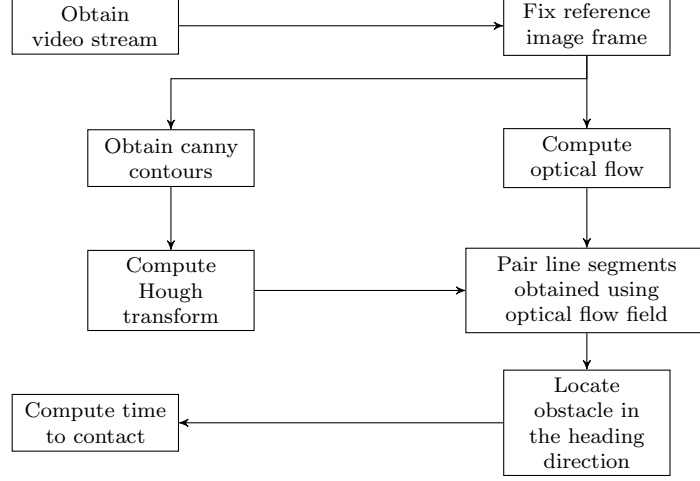 Obtain
video stream
Fix reference
image frame
Obtain canny
contours
Compute
optical flow
Compute
Hough
transform
Pair line segments
obtained using
optical flow field
Compute time
to contact
Locate
obstacle in
the heading
direction